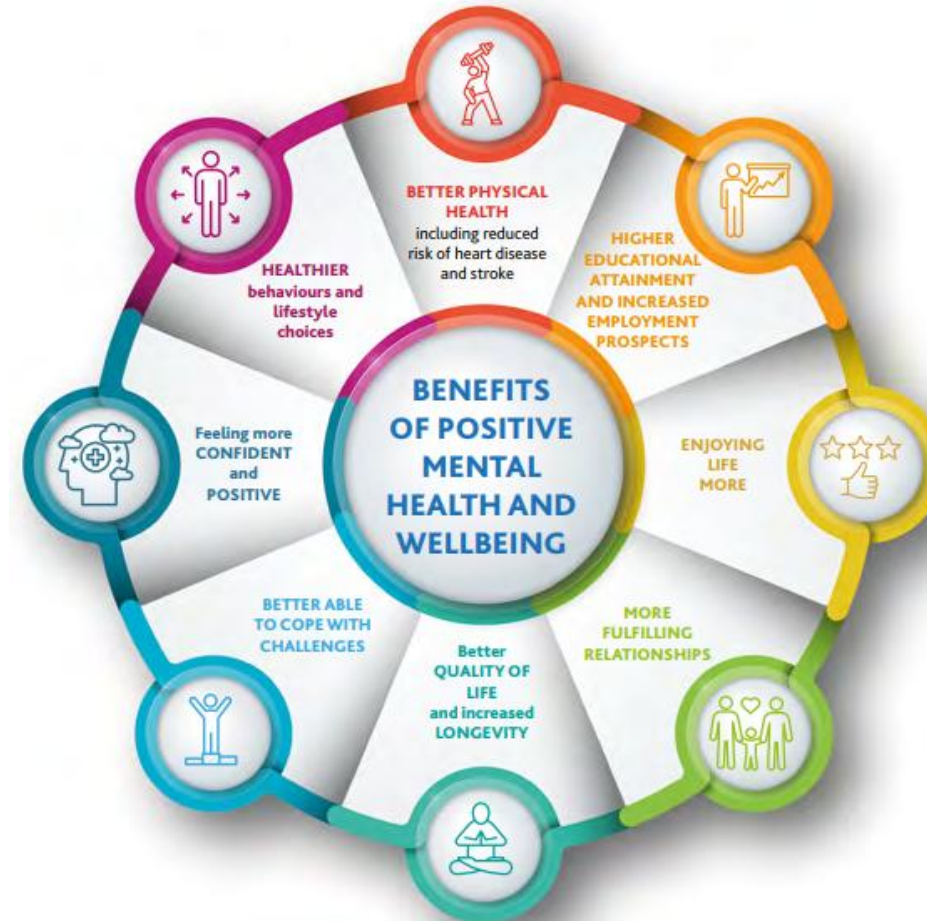 BENEFITS
OF POSITIVE
MENTAL
HEALTH AND
WELLBEING
BETTER PHYSICAL
HEALTH
including reduced
risk of heart disease
and stroke
HIGHER
EDUCATIONAL
ATTAINMENT
AND INCREASED
EMPLOYMENT
PROSPECTS
ENJOYING
LIFE
MORE
MORE
FULFILLING
RELATIONSHIPS
Better
QUALITY OF
LIFE
and increased
LONGEVITY
BETTER ABLE
TO COPE WITH
CHALLENGES
Feeling more
CONFIDENT
and
POSITIVE
HEALTHIER
behaviours and
lifestyle
choices